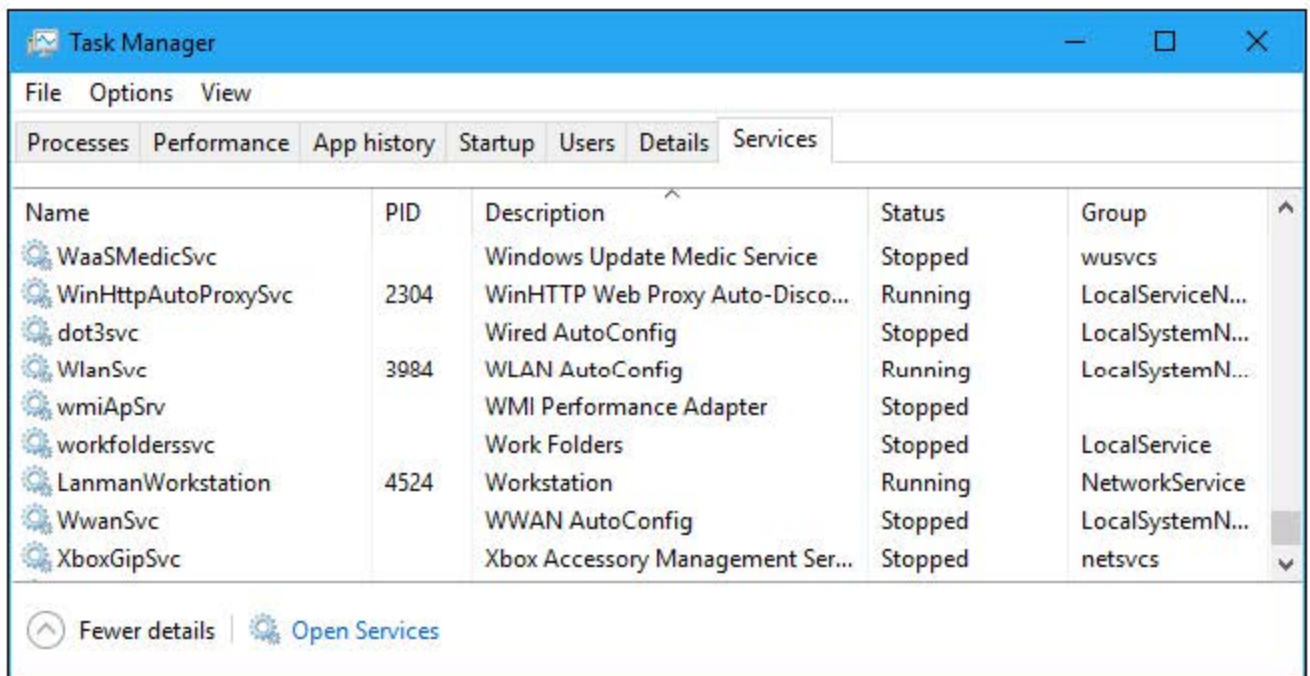 Task Manager
File Options View
Processes Performance App history Startup Users Details Services
Name PID Description Status Group
WaaSMedicSvc Windows Update Medic Service Stopped wusvcs
WinHttpAutoProxySvc 2304 WinHTTP Web Proxy Auto-Disco... Running LocalServiceN...
dot3svc Wired AutoConfig Stopped LocalSystemN...
WlanSvc 3984 WLAN AutoConfig Running LocalSystemN...
wmiApSrv WMI Performance Adapter Stopped
workfolderssvc Work Folders Stopped LocalService
LanmanWorkstation 4524 Workstation Running NetworkService
WwanSvc WWAN AutoConfig Stopped LocalSystemN...
XboxGipSvc Xbox Accessory Management Ser... Stopped netsvcs
Fewer details Open Services